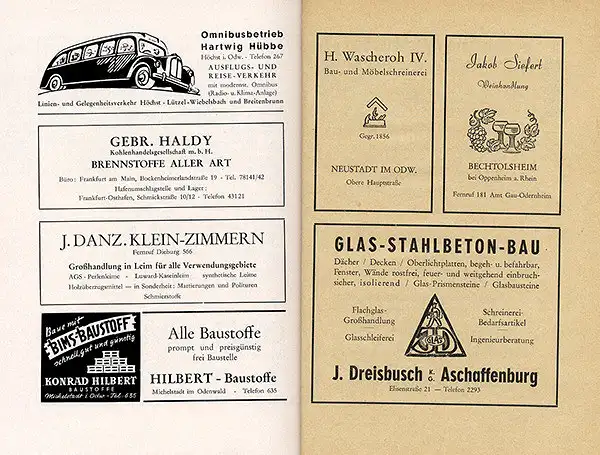 Omnibusbetrieb
Hartwig Hübbe
Höchst i. Odw. - Telefon 267
AUSFLUGS- UND
REISE-VERKEHR
mit modernst. Omnibus
(Radio- u. Klima-Anlage)
Linien- und Gelegenheitsverkehr Höchst - Lützel-Wiebelsbach und Breitenbrunn
GEBR. HALDY
Kohlenhandelsgesellschaft m. b. H.
BRENNSTOFFE ALLER ART
Büro: Frankfurt am Main, Bockenheimerlandstraße 19 - Tel. 78141/42
Hafenumschlagstelle und Lager:
Frankfurt-Osthafen, Schmickstraße 10/12 - Telefon 43121
J. DANZ. KLEIN-ZIMMERN
Fernruf Dieburg 566
Großhandlung in Leim für alle Verwendungsgebiete
AGS - Perlenleime - Luward-Kaseinleim synthetische Leime
Holzüberzugsmittel — in Sonderheit: Mattierungen und Polituren
Schmierstoffe
Baue mit
BIMS-BAUSTOFF
schnell, gut und günstig
KONRAD HILBERT
BAUSTOFFE
Michelstadt i. Odw - Tel. 635
Alle Baustoffe
prompt und preisgünstig
frei Baustelle
HILBERT - Baustoffe
Michelstadt im Odenwald - Telefon 635
H. Wascheroh IV.
Bau- und Möbelschreinerei
Gegr. 1856
NEUSTADT IM ODW.
Obere Hauptstraße
Jakob Siefert
Weinhandlung
BECHTOLSHEIM
bei Oppenheim a. Rhein
Fernruf 181 Amt Gau-Odernheim
GLAS-STAHLBETON-BAU
Dächer / Decken / Oberlichtplatten, begeh- u. befahrbar,
Fenster, Wände rostfrei, feuer- und weitgehend einbruch-
sicher, isolierend / Glas-Prismensteine / Glasbausteine
Flachglas-
Großhandlung
Glasschleiferei
GLAS
Schreinerei-
Bedarfsartikel
Ingenieurberatung
J. Dreisbusch K. G. Aschaffenburg
Elisenstraße 21 — Telefon 2293